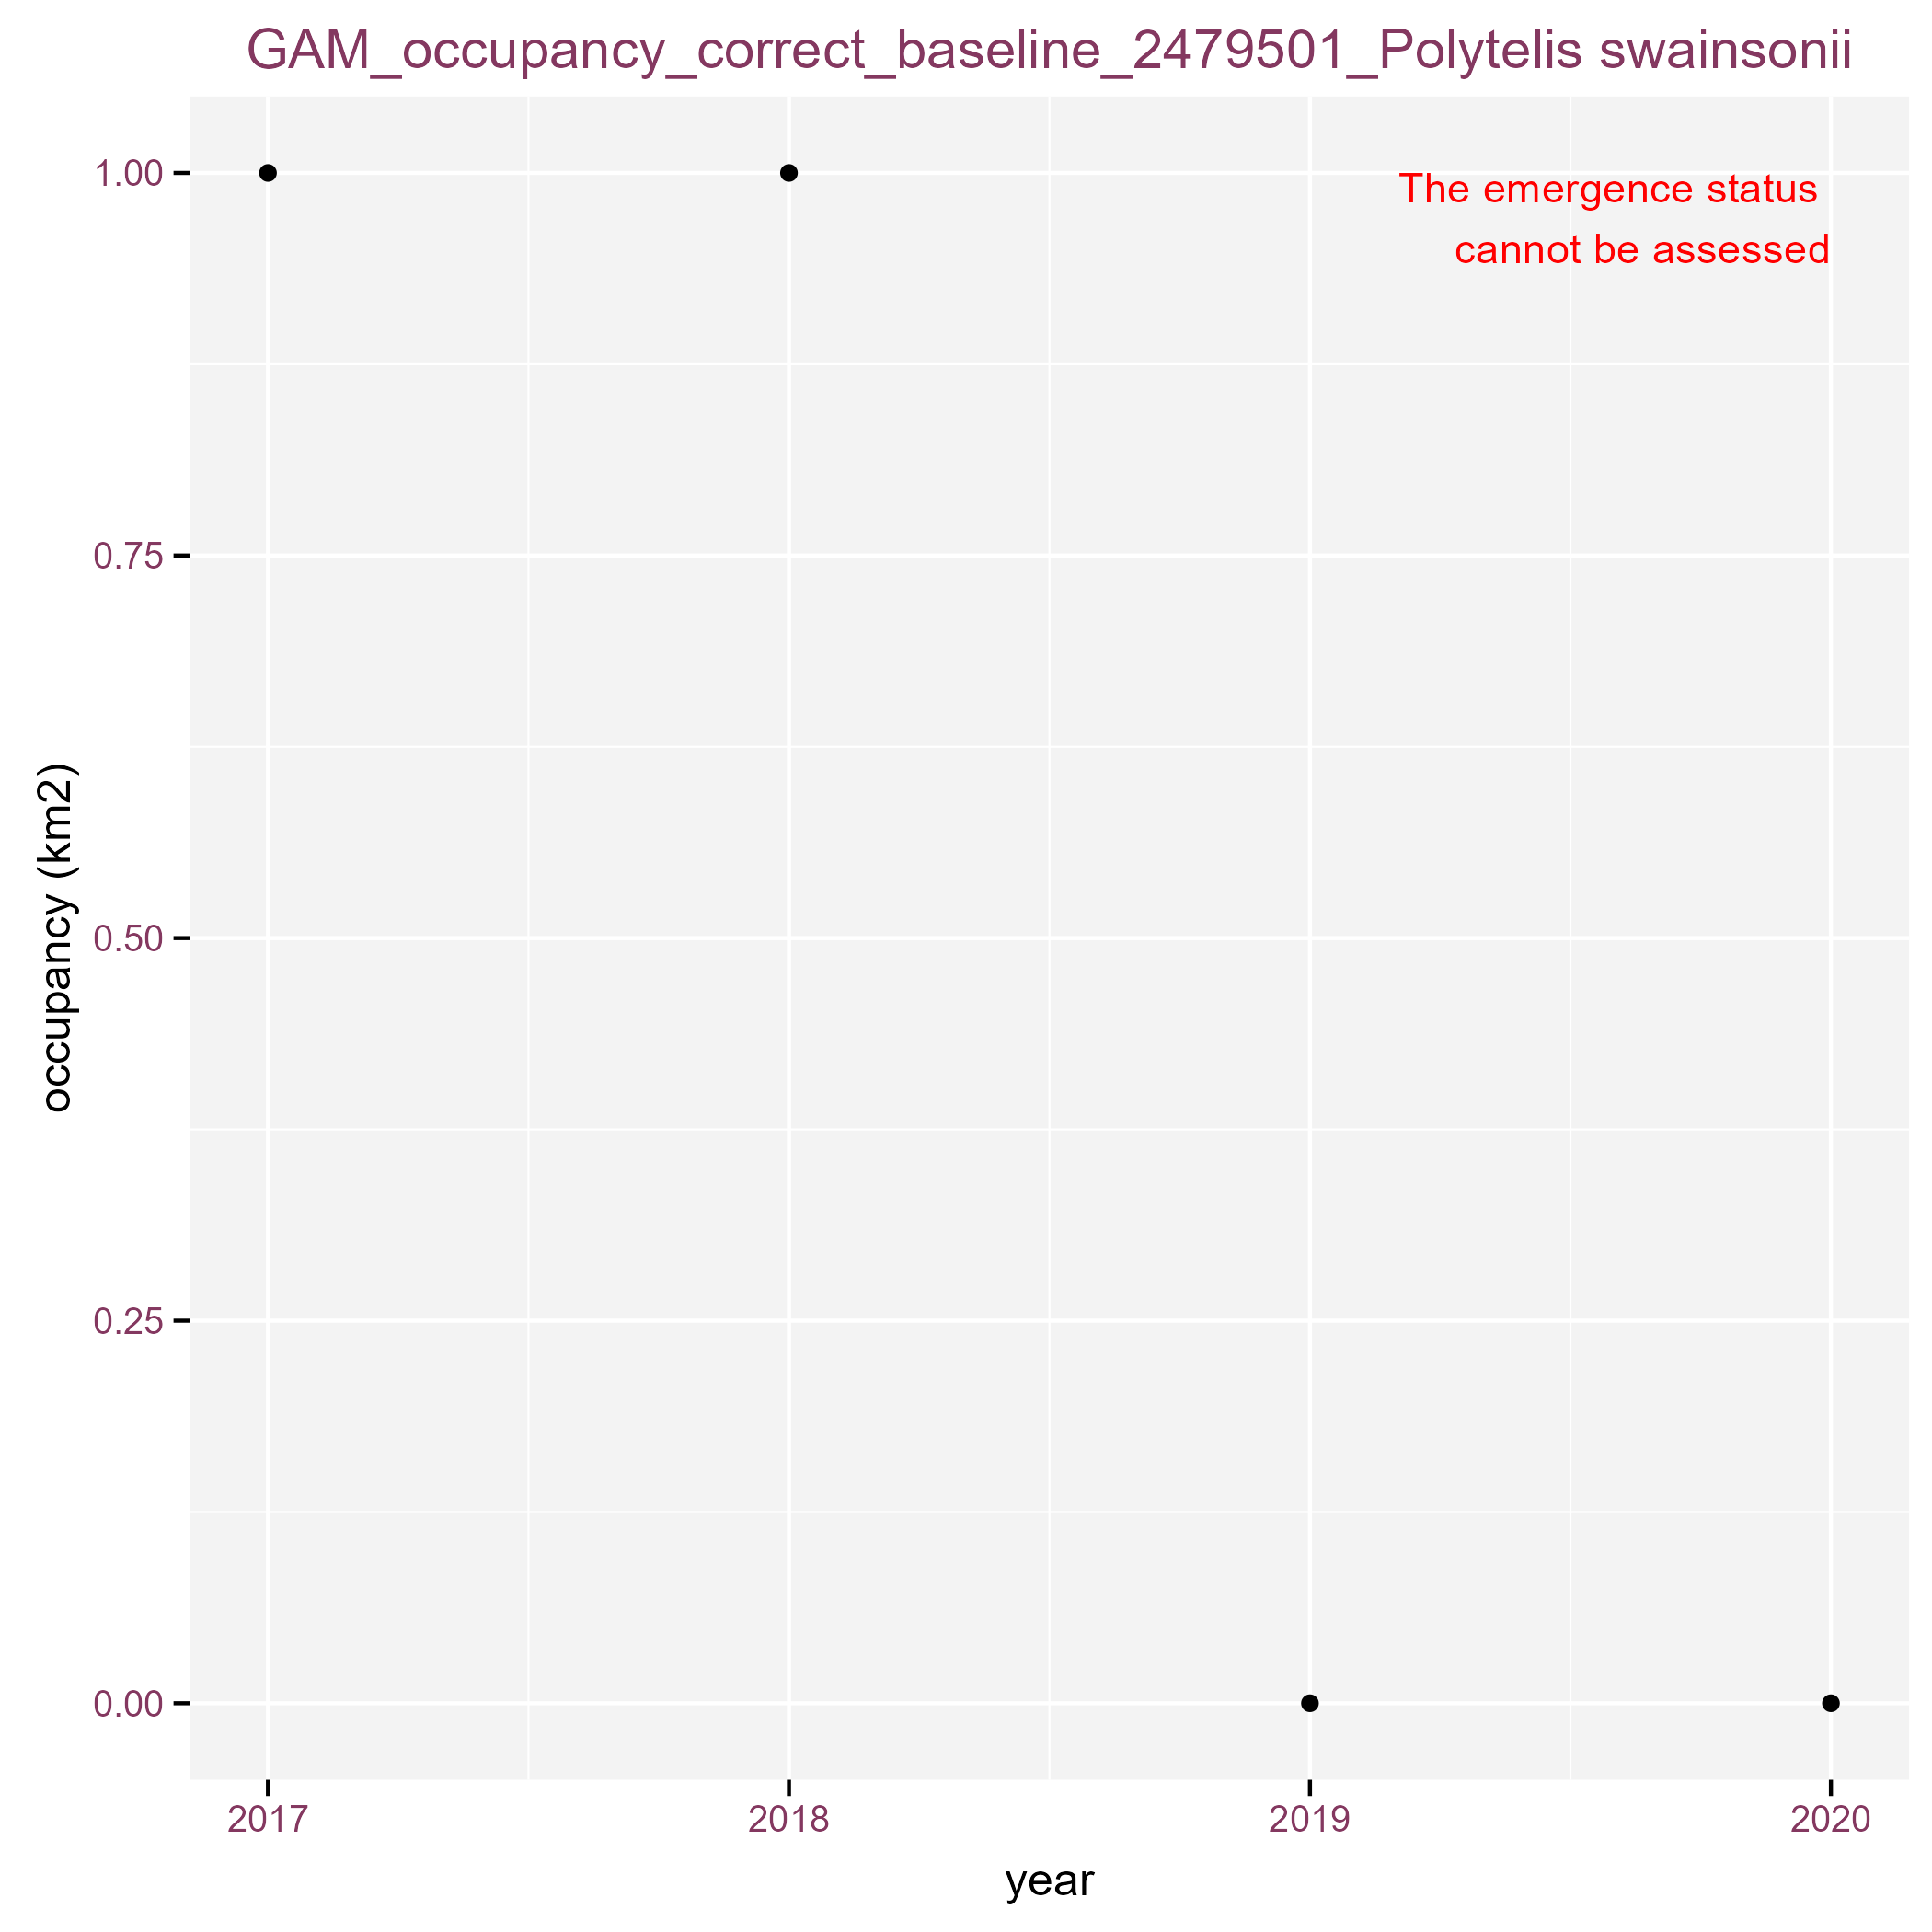 GAM_occupancy_correct_baseline_2479501_Polytelis swainsonii
1.00
The emergence status
cannot be assessed
0.75
occupancy (km2)
0.50
0.25
0.00
2017
2018
2019
2020
year